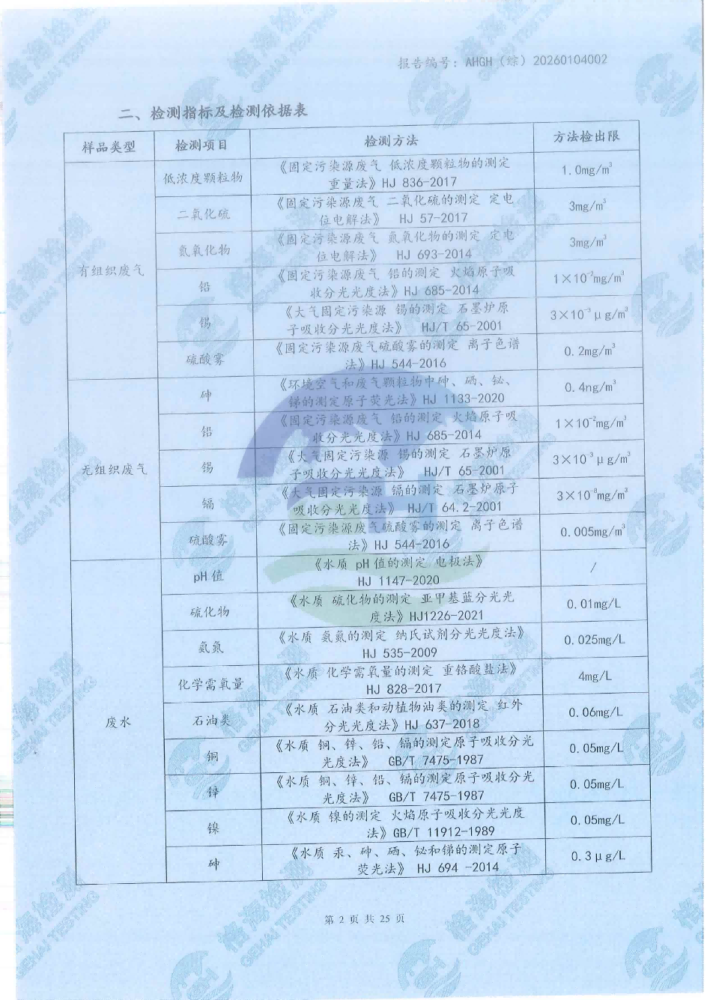 报告编号：AHGH（综）20260104002
二、检测指标及检测依据表
样品类型 检测项目 检测方法 方法检出限
有组织废气
低浓度颗粒物 《固定污染源废气 低浓度颗粒物的测定 1.0mg/m³
重量法》HJ 836-2017
二氧化硫 《固定污染源废气 二氧化硫的测定 定电 3mg/m³
位电解法》 HJ 57-2017
氮氧化物 《固定污染源废气 氮氧化物的测定 定电 3mg/m³
位电解法》 HJ 693-2014
铅 《固定污染源废气 铅的测定 火焰原子吸 1×10⁻²mg/m³
收分光光度法》HJ 685-2014
锡 《大气固定污染源 锡的测定 石墨炉原 3×10⁻³μg/m³
子吸收分光光度法》 HJ/T 65-2001
硫酸雾 《固定污染源废气硫酸雾的测定 离子色谱 0.2mg/m³
法》HJ 544-2016
无组织废气
砷 《环境空气和废气颗粒物中砷、硒、铋、 0.4ng/m³
锑的测定原子荧光法》HJ 1133-2020
铅 《固定污染源废气 铅的测定 火焰原子吸 1×10⁻²mg/m³
收分光光度法》HJ 685-2014
锡 《大气固定污染源 锡的测定 石墨炉原 3×10⁻³μg/m³
子吸收分光光度法》 HJ/T 65-2001
镉 《大气固定污染源 镉的测定 石墨炉原子 3×10⁻⁸mg/m³
吸收分光光度法》 HJ/T 64.2-2001
硫酸雾 《固定污染源废气硫酸雾的测定 离子色谱 0.005mg/m³
法》HJ 544-2016
废水
pH 值 《水质 pH 值的测定 电极法》 /
HJ 1147-2020
硫化物 《水质 硫化物的测定 亚甲基蓝分光光 0.01mg/L
度法》HJ1226-2021
氨氮 《水质 氨氮的测定 纳氏试剂分光光度法》 0.025mg/L
HJ 535-2009
化学需氧量 《水质 化学需氧量的测定 重铬酸盐法》 4mg/L
HJ 828-2017
石油类 《水质 石油类和动植物油类的测定 红外 0.06mg/L
分光光度法》HJ 637-2018
铜 《水质 铜、锌、铅、镉的测定原子吸收分光 0.05mg/L
光度法》 GB/T 7475-1987
锌 《水质 铜、锌、铅、镉的测定原子吸收分光 0.05mg/L
光度法》 GB/T 7475-1987
镍 《水质 镍的测定 火焰原子吸收分光光度 0.05mg/L
法》GB/T 11912-1989
砷 《水质 汞、砷、硒、铋和锑的测定原子 0.3μg/L
荧光法》 HJ 694 -2014
第 2 页 共 25 页
格海检测
GEHAI TESTING